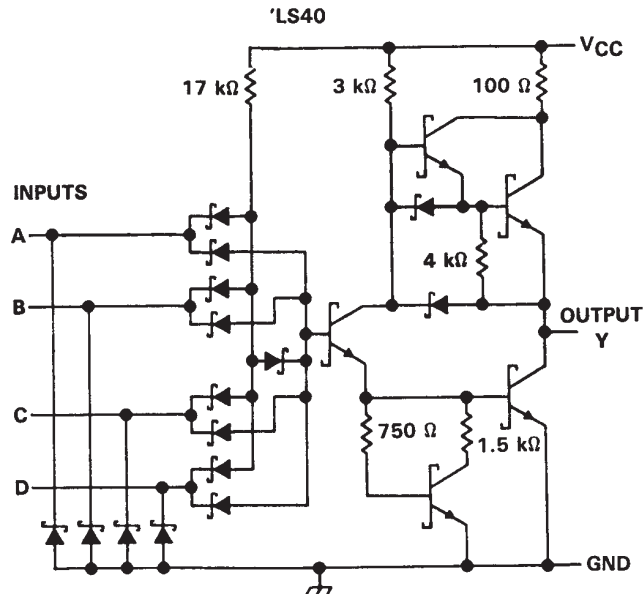 'LS40
VCC
17 kΩ
3 kΩ
100 Ω
INPUTS
A
B
4 kΩ
OUTPUT
Y
C
750 Ω
1.5 kΩ
D
GND